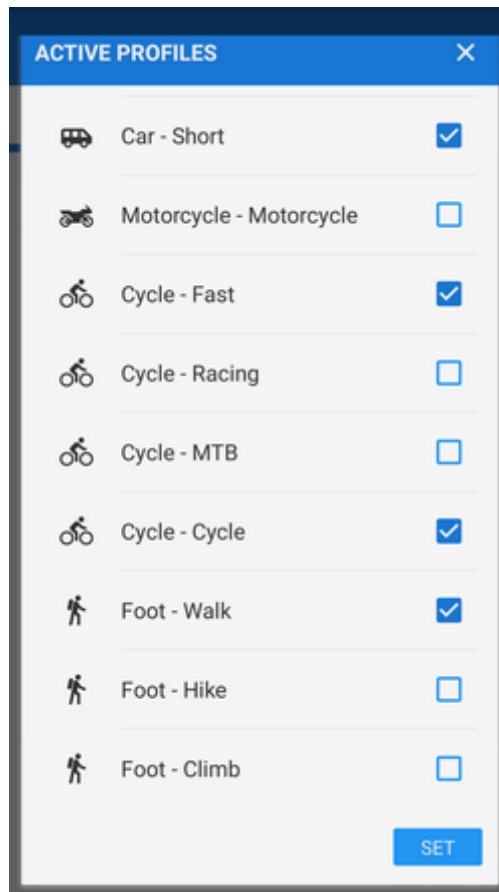 ACTIVE PROFILES
Car - Short
Motorcycle - Motorcycle
Cycle - Fast
Cycle - Racing
Cycle - MTB
Cycle - Cycle
Foot - Walk
Foot - Hike
Foot - Climb
SET